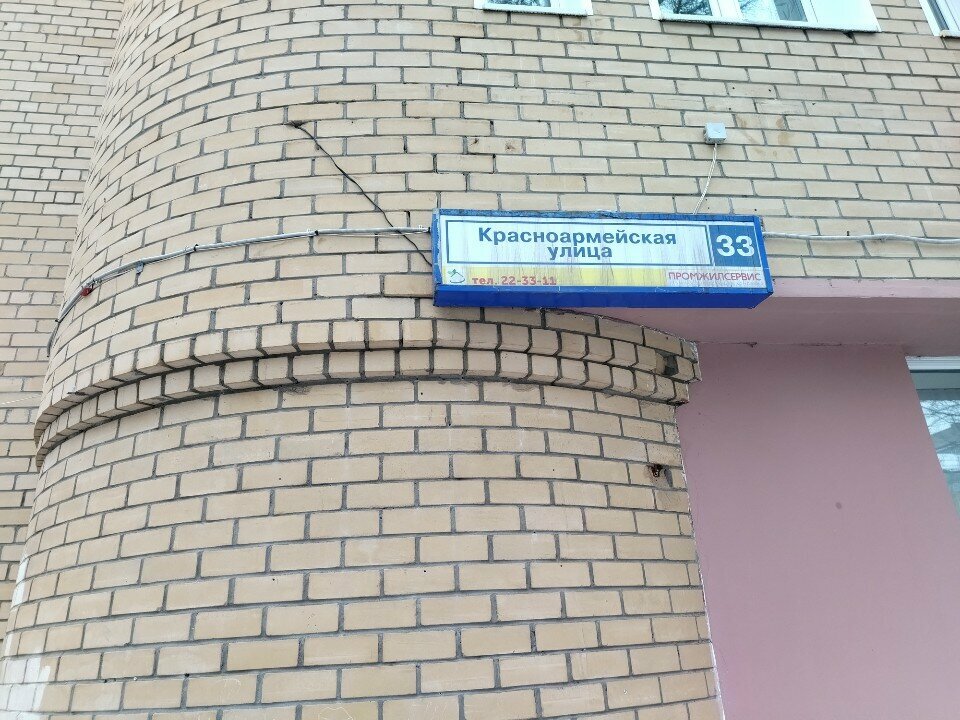 Красноармейская
улица
33
тел. 22-33-11
ПРОМЖИЛСЕРВИС